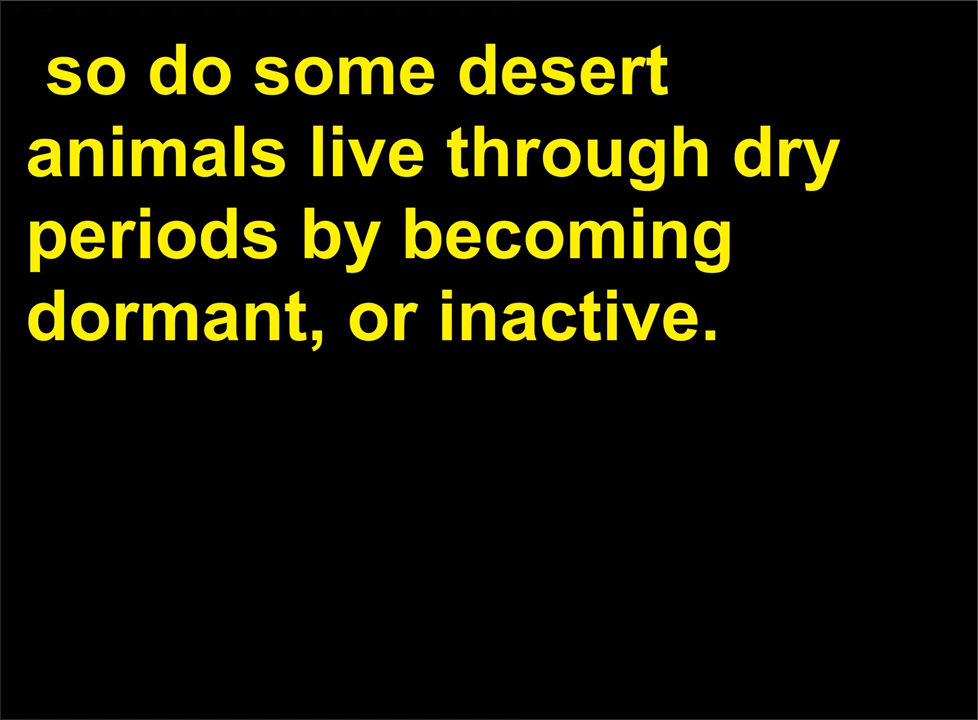 so do some desert
animals live through dry
periods by becoming
dormant, or inactive.